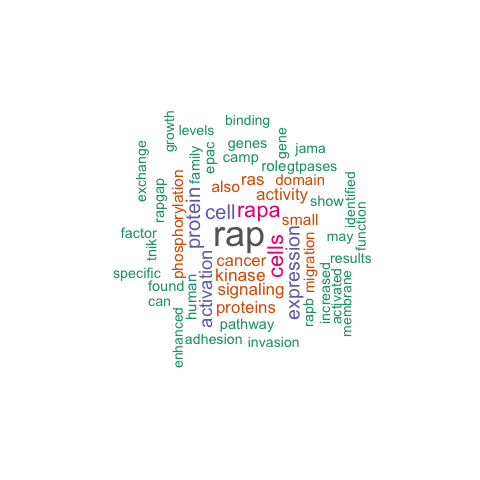 binding
growth
levels
genes
gene
jama
exchange
family
epac
camp
rolegtpases
rapgap
phosphorylation
protein
also
ras
domain
activity
show
identified
function
cell
rapa
small
factor
tnik
rap
may
results
activation
cancer
cells
expression
migration
specific
found
can
human
kinase
signaling
proteins
rapb
increased
activated
membrane
pathway
enhanced
adhesion
invasion